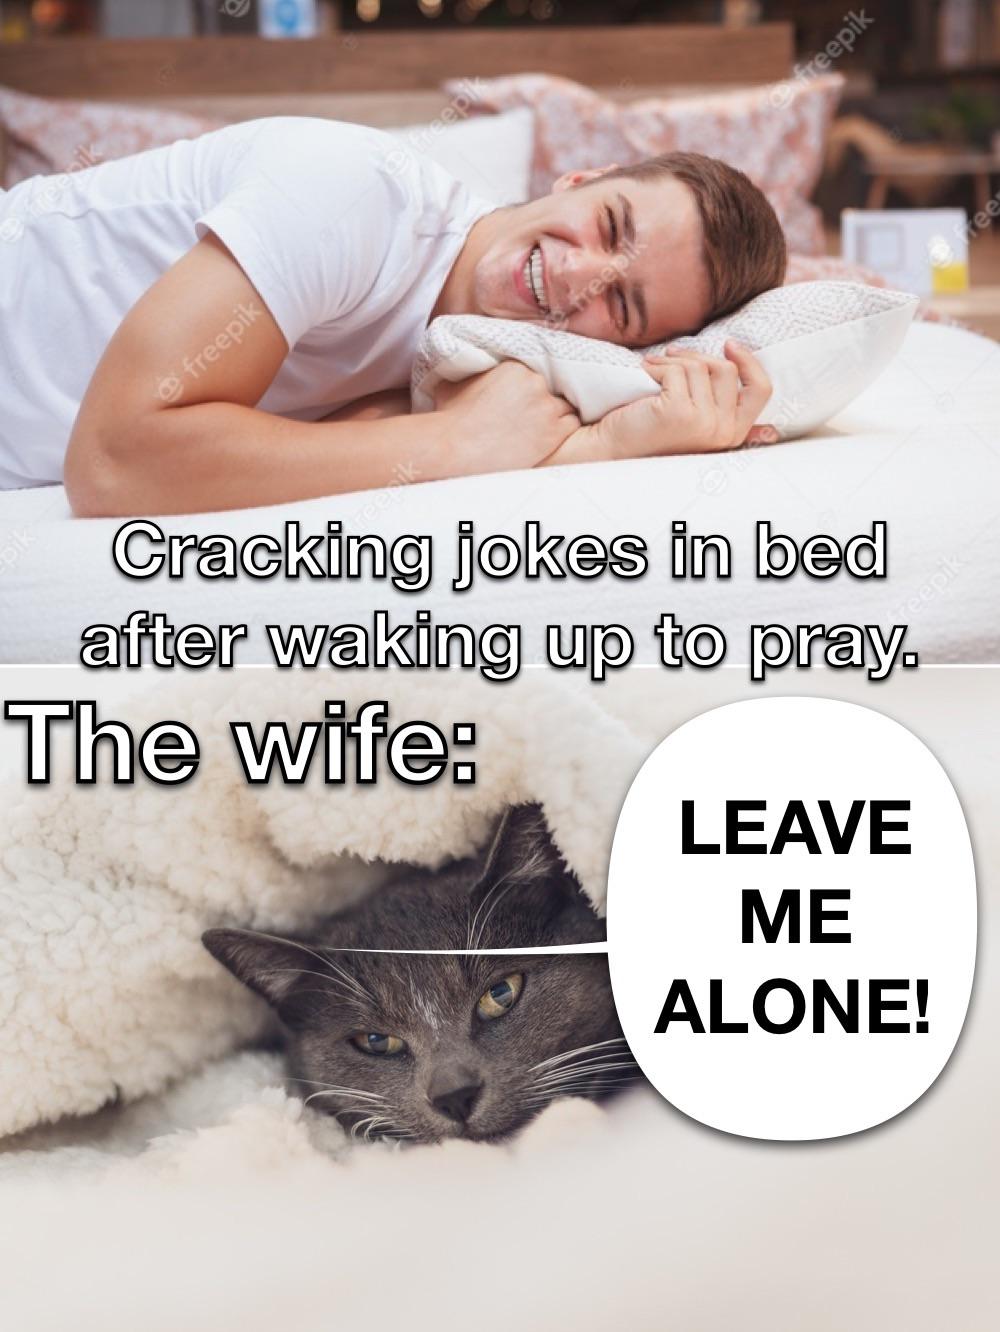 Cracking jokes in bed
after waking up to pray.
The wife:
LEAVE
ME
ALONE!
freepik
freepik
freepik
freepik
freepik
freepik